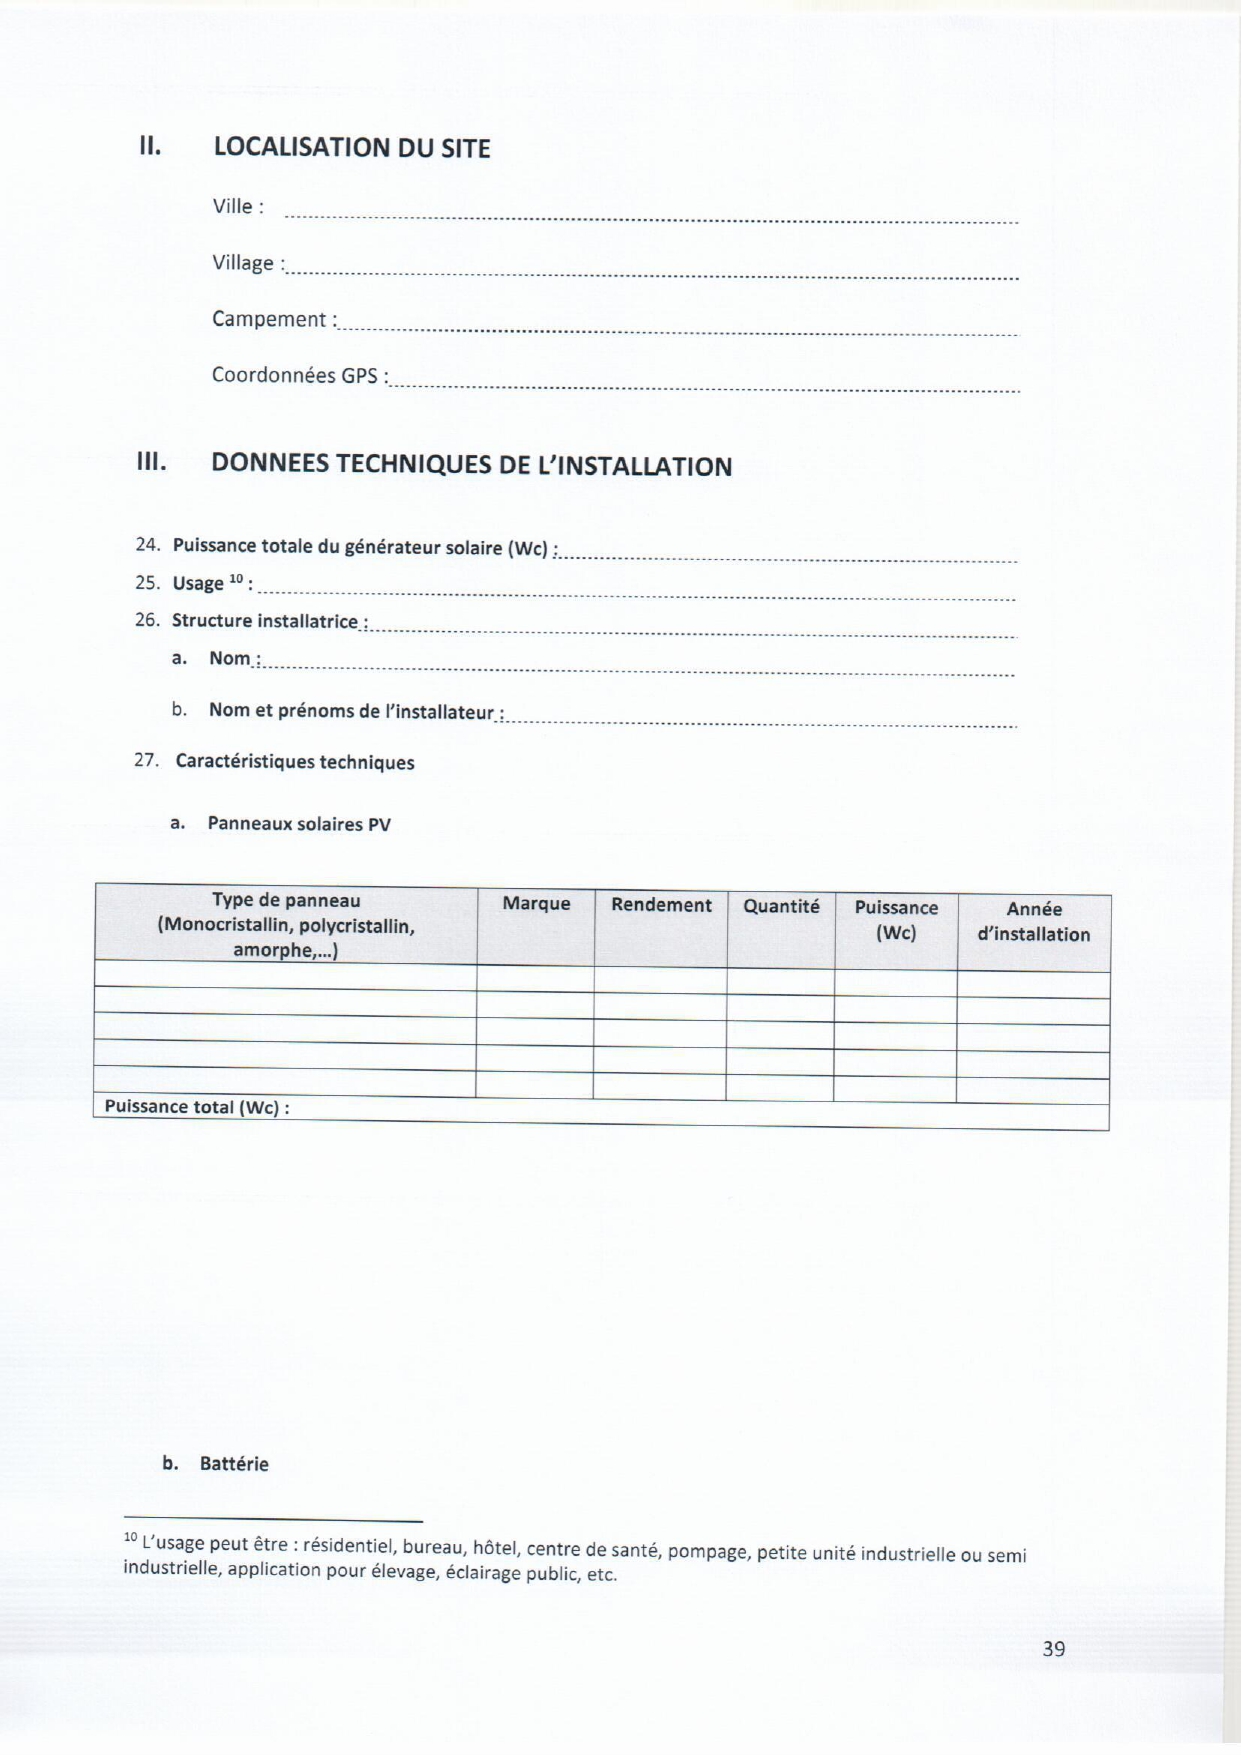 II. LOCALISATION DU SITE
Ville :
Village :
Campement :
Coordonnées GPS :
III. DONNEES TECHNIQUES DE L'INSTALLATION
24. Puissance totale du générateur solaire (Wc) :
25. Usage ¹⁰ :
26. Structure installatrice :
a. Nom :
b. Nom et prénoms de l'installateur :
27. Caractéristiques techniques
a. Panneaux solaires PV
Type de panneau
(Monocristallin, polycristallin,
amorphe,...)
Marque
Rendement
Quantité
Puissance
(Wc)
Année
d'installation
Puissance total (Wc) :
b. Battérie
¹⁰ L'usage peut être : résidentiel, bureau, hôtel, centre de santé, pompage, petite unité industrielle ou semi
industrielle, application pour élevage, éclairage public, etc.
39